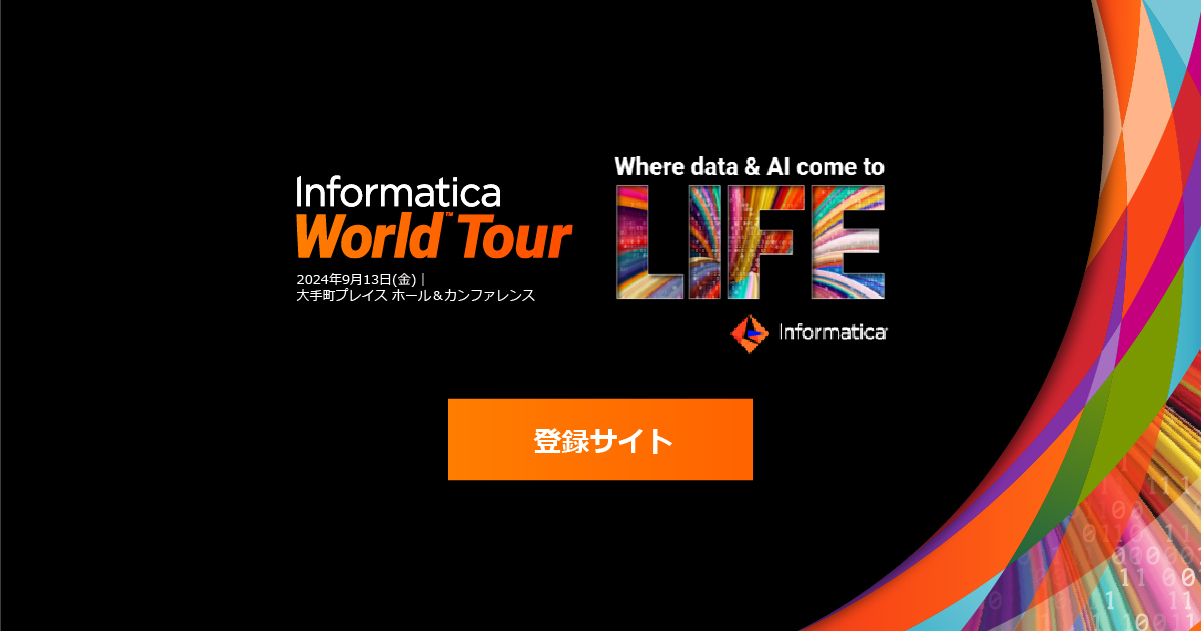 Informatica
World Tour™
2024年9月13日(金) |
大手町プレイス ホール＆カンファレンス
Where data & AI come to
LIFE
Informatica
登録サイト